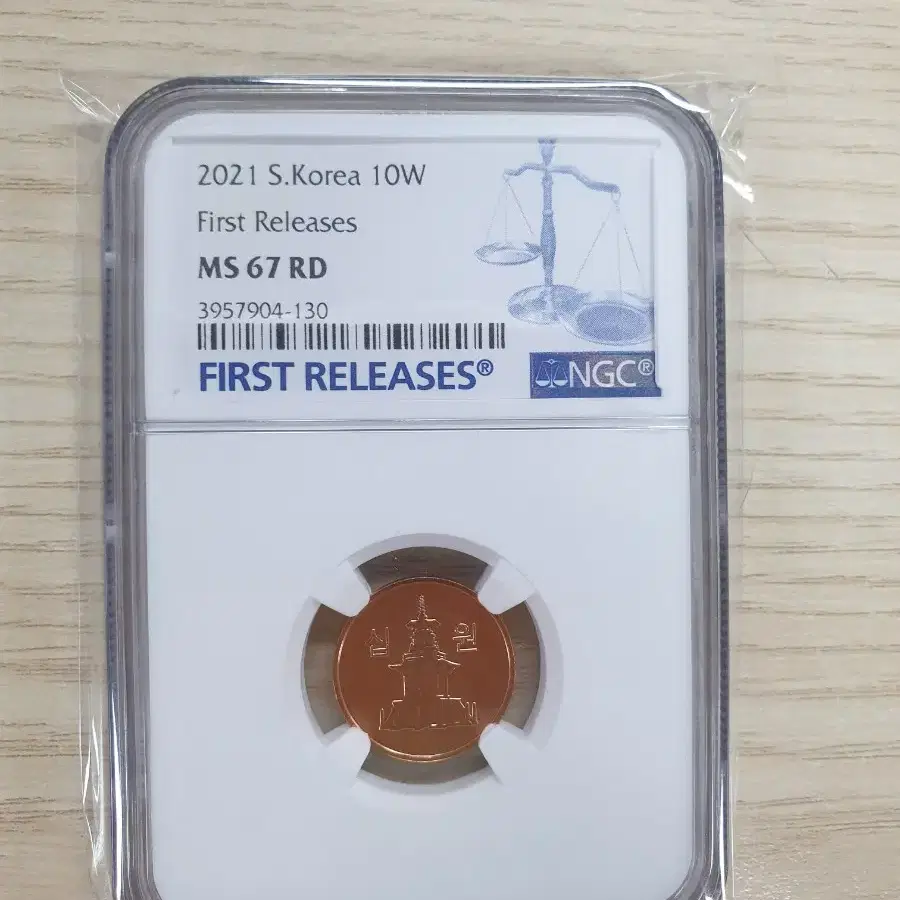 2021 S.Korea 10W
First Releases
MS 67 RD
3957904-130
FIRST RELEASES®
NGC®
십 원